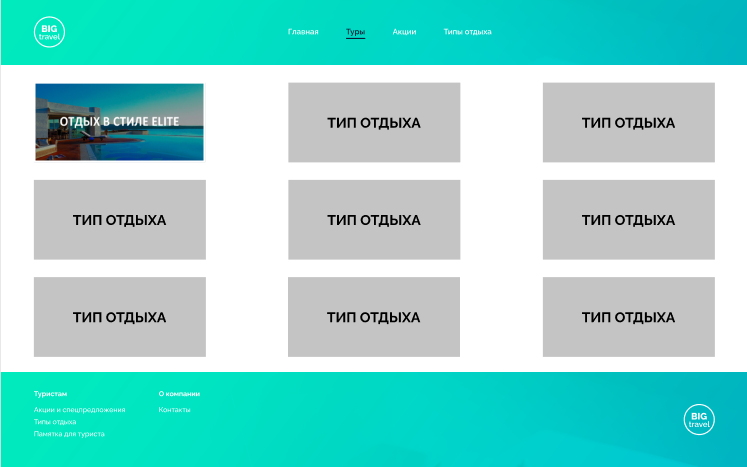 BIG
travel
Главная
Туры
Акции
Типы отдыха
ОТДЫХ В СТИЛЕ ELITE
ТИП ОТДЫХА
ТИП ОТДЫХА
ТИП ОТДЫХА
ТИП ОТДЫХА
ТИП ОТДЫХА
ТИП ОТДЫХА
ТИП ОТДЫХА
ТИП ОТДЫХА
Туристам
Акции и спецпредложения
Типы отдыха
Памятка для туриста
О компании
Контакты
BIG
travel